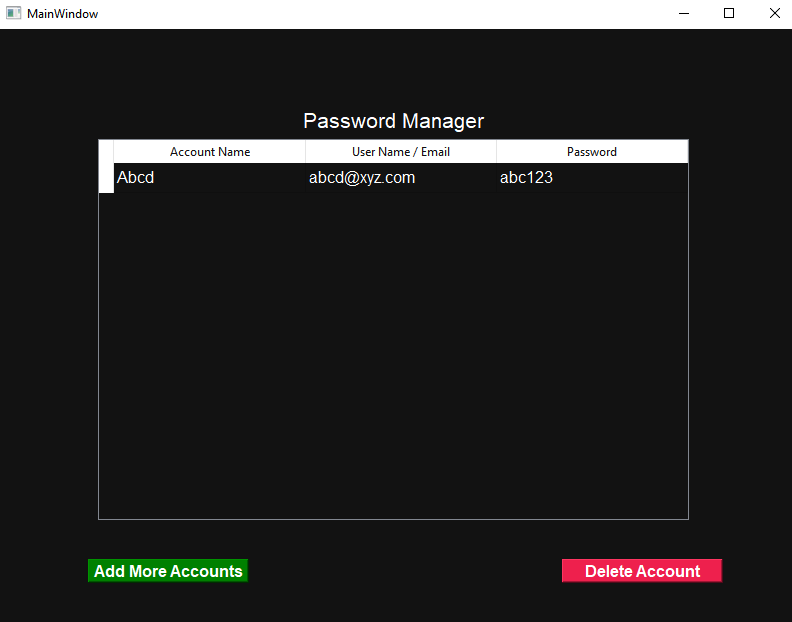 MainWindow
Password Manager
Account Name User Name / Email Password
Abcd abcd@xyz.com abc123
Add More Accounts Delete Account